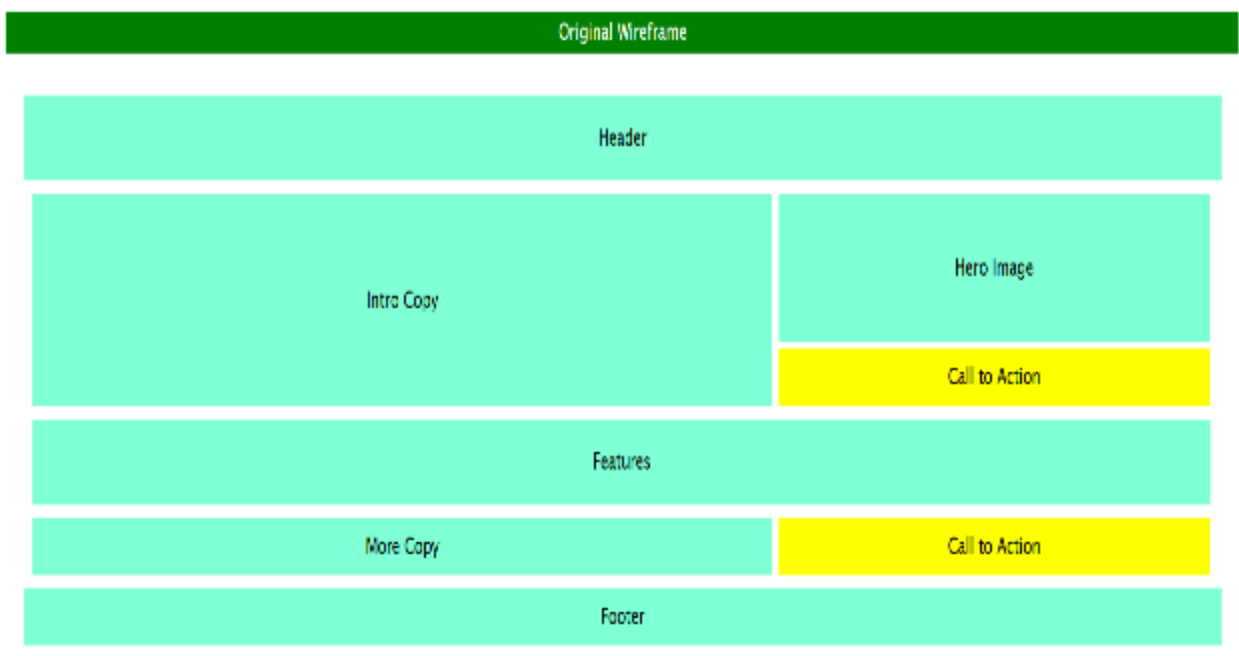 Original Wireframe
Header
Intro Copy
Hero Image
Call to Action
Features
More Copy
Call to Action
Footer